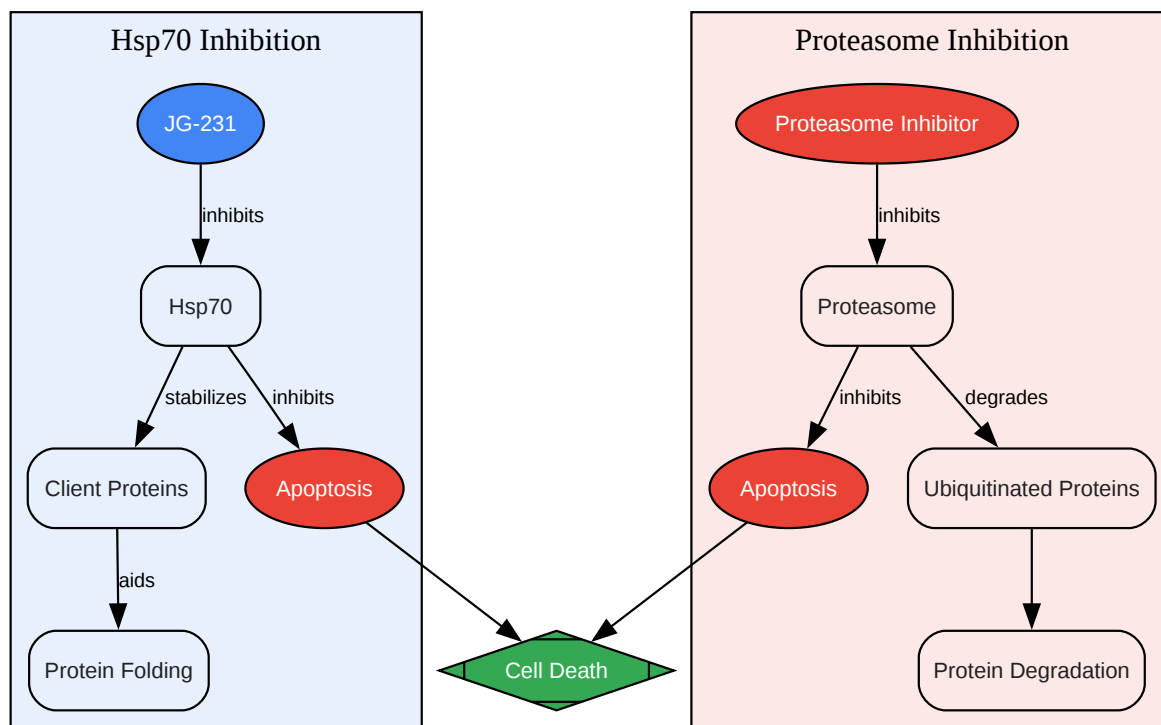 Hsp70 Inhibition
Proteasome Inhibition
JG-231
Proteasome Inhibitor
inhibits
inhibits
Hsp70
Proteasome
stabilizes
inhibits
inhibits
degrades
Client Proteins
Apoptosis
Apoptosis
Ubiquitinated Proteins
aids
Protein Folding
Cell Death
Protein Degradation